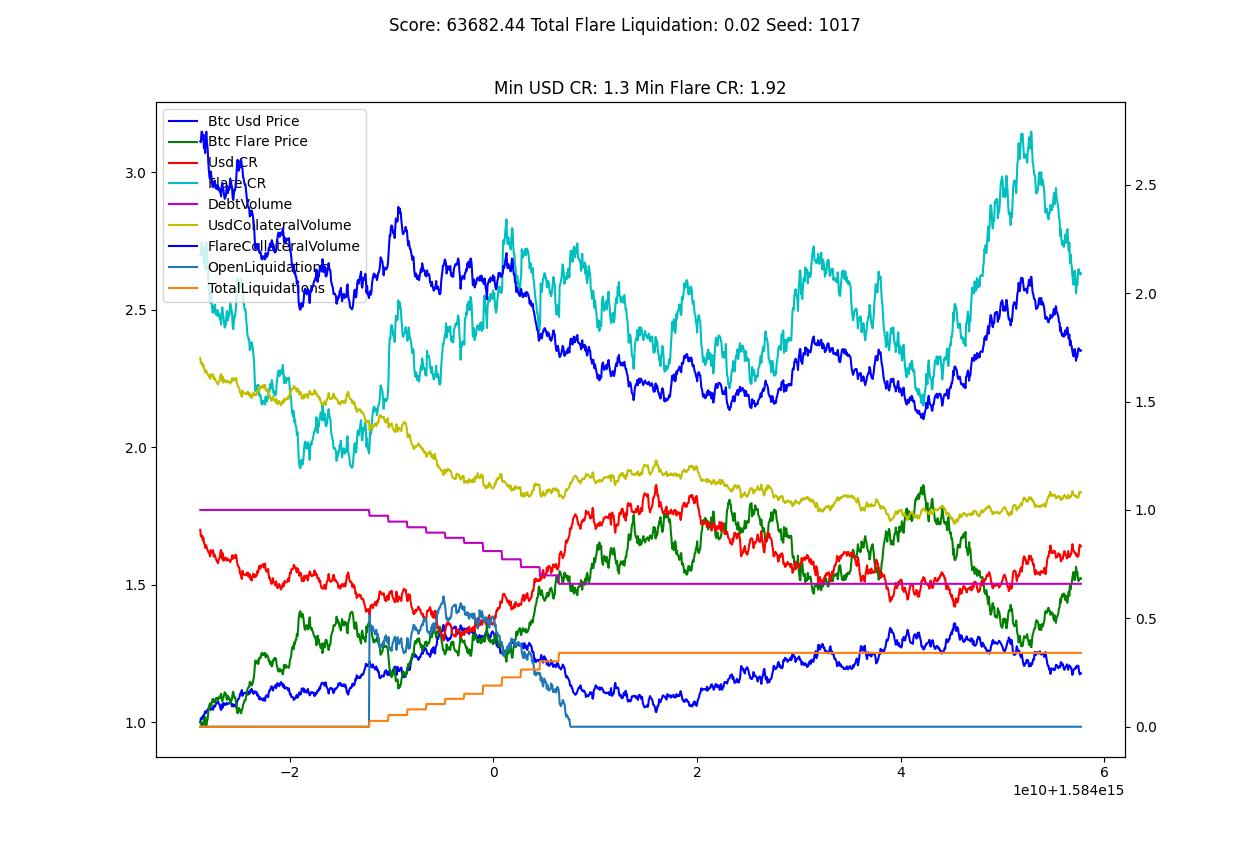 Score: 63682.44 Total Flare Liquidation: 0.02 Seed: 1017
Min USD CR: 1.3 Min Flare CR: 1.92
Btc Usd Price
Btc Flare Price
Usd CR
Flare CR
DebtVolume
UsdCollateralVolume
FlareCollateralVolume
OpenLiquidations
TotalLiquidations
3.0
2.5
2.0
1.5
1.0
2.5
2.0
1.5
1.0
0.5
0.0
−2
0
2
4
6
1e10+1.584e15